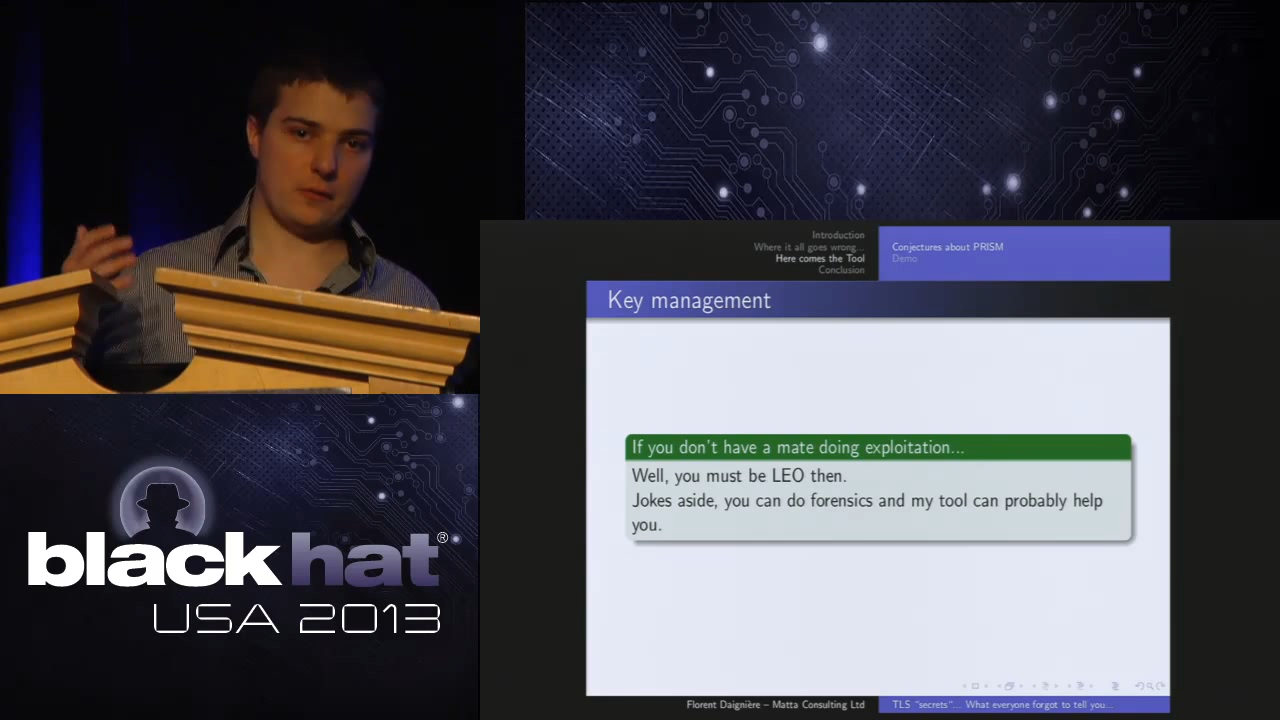 Introduction
Where it all goes wrong...
Here comes the Tool
Conclusion
Conjectures about PRISM
Demo
Key management
If you don't have a mate doing exploitation...
Well, you must be LEO then.
Jokes aside, you can do forensics and my tool can probably help
you.
Florent Daignière – Matta Consulting Ltd
TLS "secrets"... What everyone forgot to tell you...
blackhat®
USA 2013